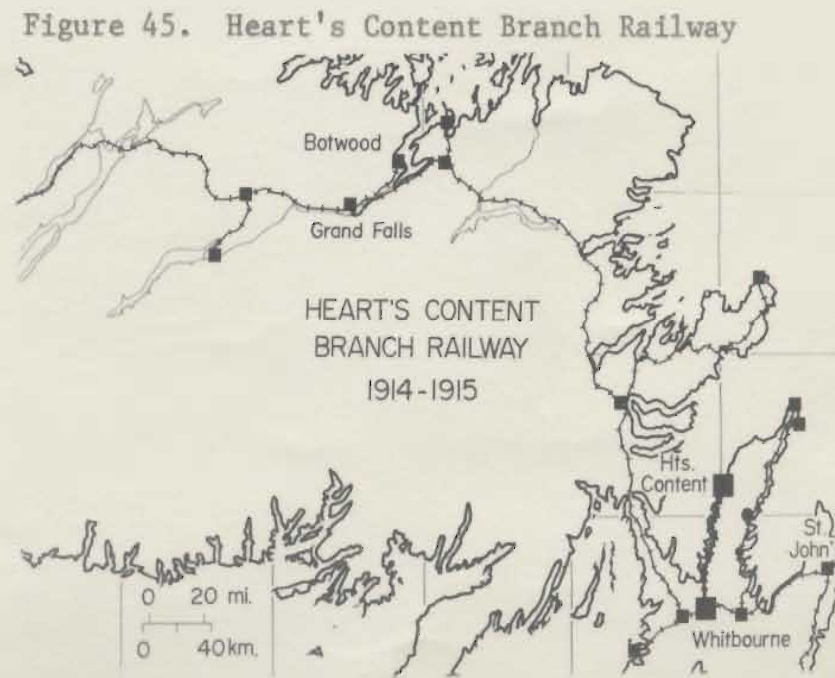 Figure 45. Heart's Content Branch Railway
Botwood
Grand Falls
HEART'S CONTENT
BRANCH RAILWAY
1914-1915
Hts.
Content
St.
John'
0 20 mi.
0 40 km.
Whitbourne